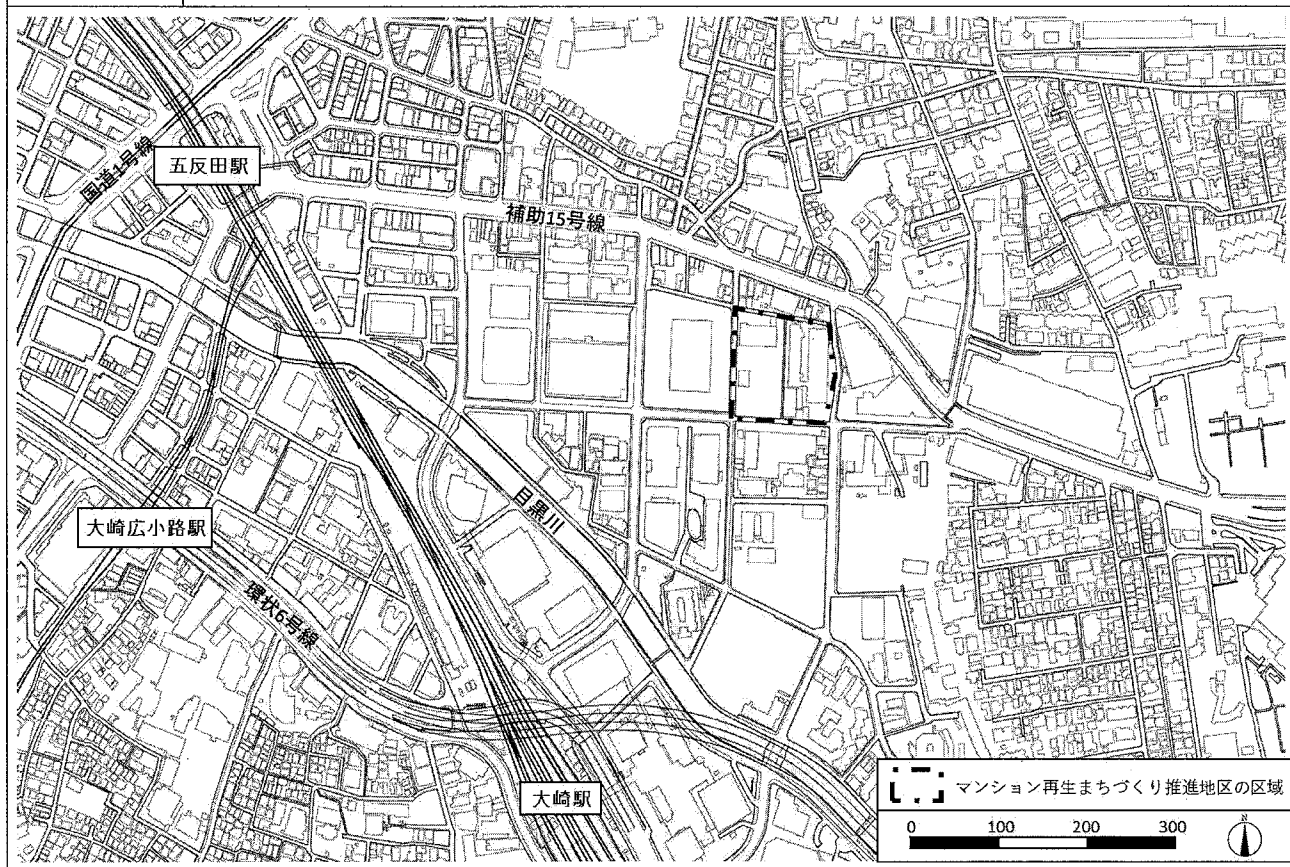 五反田駅
国道1号線
補助15号線
目黒川
大崎広小路駅
環状6号線
大崎駅
マンション再生まちづくり推進地区の区域
0 100 200 300
N